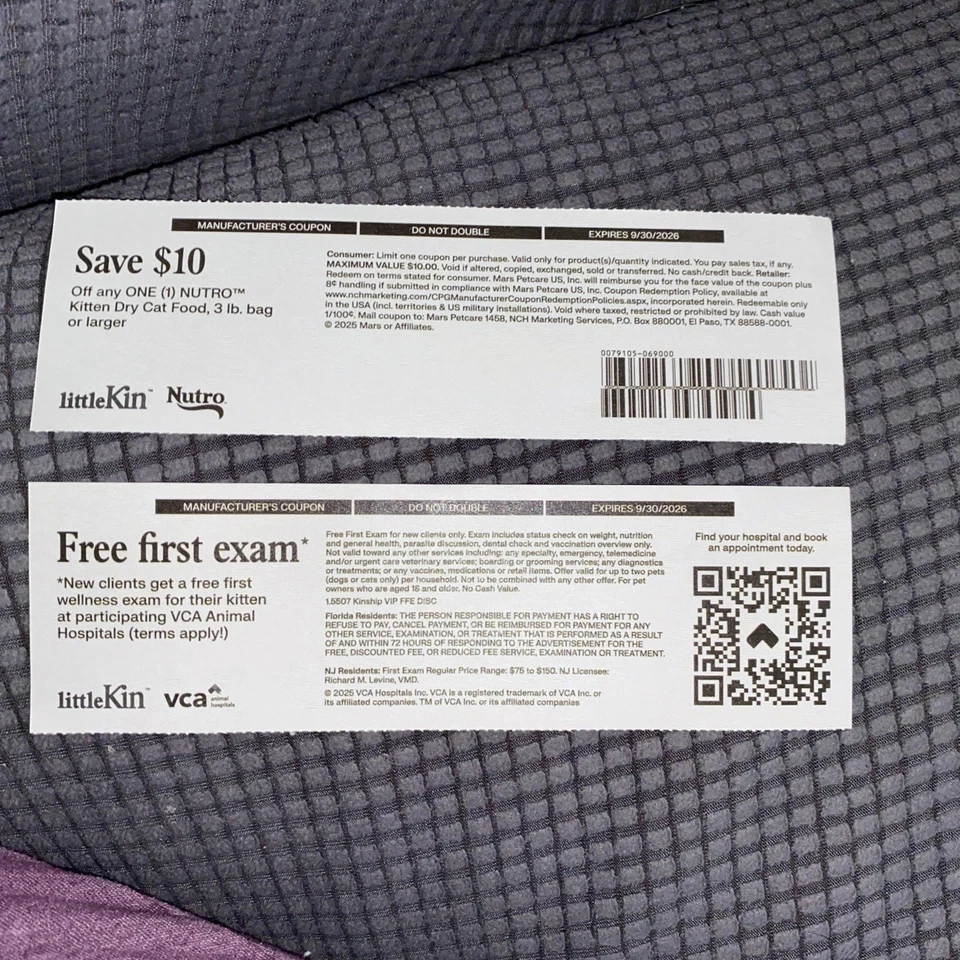 MANUFACTURER'S COUPON
DO NOT DOUBLE
EXPIRES 9/30/2026
Save $10
Off any ONE (1) NUTRO™
Kitten Dry Cat Food, 3 lb. bag
or larger
littleKin™ Nutro
Consumer: Limit one coupon per purchase. Valid only for product(s)/quantity indicated. You pay sales tax, if any.
MAXIMUM VALUE $10.00. Void if altered, copied, exchanged, sold or transferred. No cash/credit back. Retailer:
Redeem on terms stated for consumer. Mars Petcare US, Inc. will reimburse you for the face value of the coupon plus
8¢ handling if submitted in compliance with Mars Petcare US, Inc. Coupon Redemption Policy, available at
www.nchmarketing.com/CPGManufacturerCouponRedemptionPolicies.aspx, incorporated herein. Redeemable only
in the USA (incl. territories & US military installations). Void where taxed, restricted or prohibited by law. Cash value
1/100¢. Mail coupon to: Mars Petcare 1458, NCH Marketing Services, P.O. Box 880001, El Paso, TX 88588-0001.
© 2025 Mars or Affiliates.
0079105-069000
MANUFACTURER'S COUPON
DO NOT DOUBLE
EXPIRES 9/30/2026
Free first exam*
*New clients get a free first
wellness exam for their kitten
at participating VCA Animal
Hospitals (terms apply!)
littleKin™ vca animal hospitals
Free First Exam for new clients only. Exam includes status check on weight, nutrition
and general health, parasite discussion, dental check and vaccination overview only.
Not valid toward any other services including: any specialty, emergency, telemedicine
and/or urgent care veterinary services; boarding or grooming services; any diagnostics
or treatments; or any vaccines, medications or retail items. Offer valid for up to two pets
(dogs or cats only) per household. Not to be combined with any other offer. For pet
owners who are aged 18 and older. No Cash Value.
1.5507 Kinship VIP FFE DISC
Florida Residents: THE PERSON RESPONSIBLE FOR PAYMENT HAS A RIGHT TO
REFUSE TO PAY, CANCEL PAYMENT, OR BE REIMBURSED FOR PAYMENT FOR ANY
OTHER SERVICE, EXAMINATION, OR TREATMENT THAT IS PERFORMED AS A RESULT
OF AND WITHIN 72 HOURS OF RESPONDING TO THE ADVERTISEMENT FOR THE
FREE, DISCOUNTED FEE, OR REDUCED FEE SERVICE, EXAMINATION OR TREATMENT.
NJ Residents: First Exam Regular Price Range: $75 to $150. NJ Licensee:
Richard M. Levine, VMD.
© 2025 VCA Hospitals Inc. VCA is a registered trademark of VCA Inc. or
its affiliated companies. TM of VCA Inc. or its affiliated companies
Find your hospital and book
an appointment today.